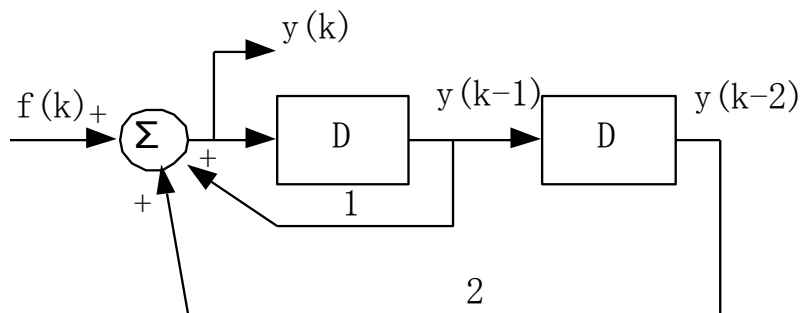 y(k)
f(k)
+
Σ
D
y(k-1)
D
y(k-2)
+
+
1
2